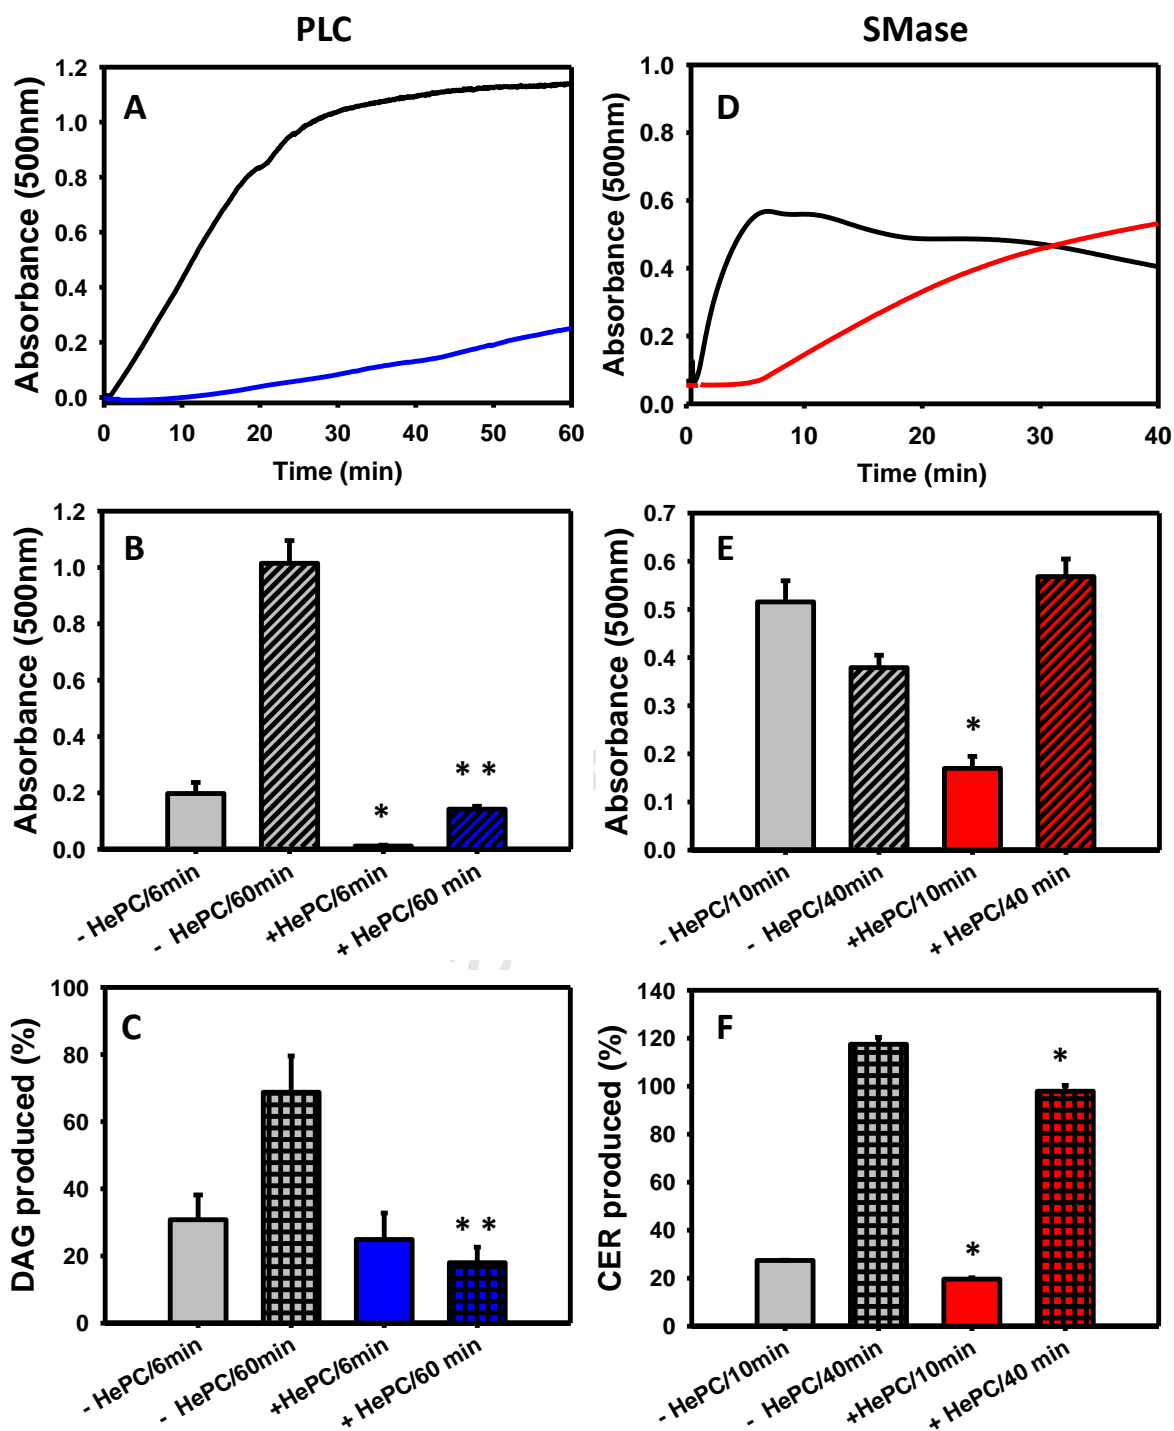 PLC
SMase
A
Absorbance (500nm)
1.2
1.0
0.8
0.6
0.4
0.2
0.0
0 10 20 30 40 50 60
Time (min)
D
Absorbance (500nm)
1.0
0.8
0.6
0.4
0.2
0.0
0 10 20 30 40
Time (min)
B
Absorbance (500nm)
1.2
1.0
0.8
0.6
0.4
0.2
0.0
*
* *
- HePC/6min
- HePC/60min
+HePC/6min
+ HePC/60 min
E
Absorbance (500nm)
0.7
0.6
0.5
0.4
0.3
0.2
0.1
0.0
*
- HePC/10min
- HePC/40min
+HePC/10min
+ HePC/40 min
C
DAG produced (%)
100
80
60
40
20
0
* *
- HePC/6min
- HePC/60min
+HePC/6min
+ HePC/60 min
F
CER produced (%)
140
120
100
80
60
40
20
0
*
*
- HePC/10min
- HePC/40min
+HePC/10min
+ HePC/40 min